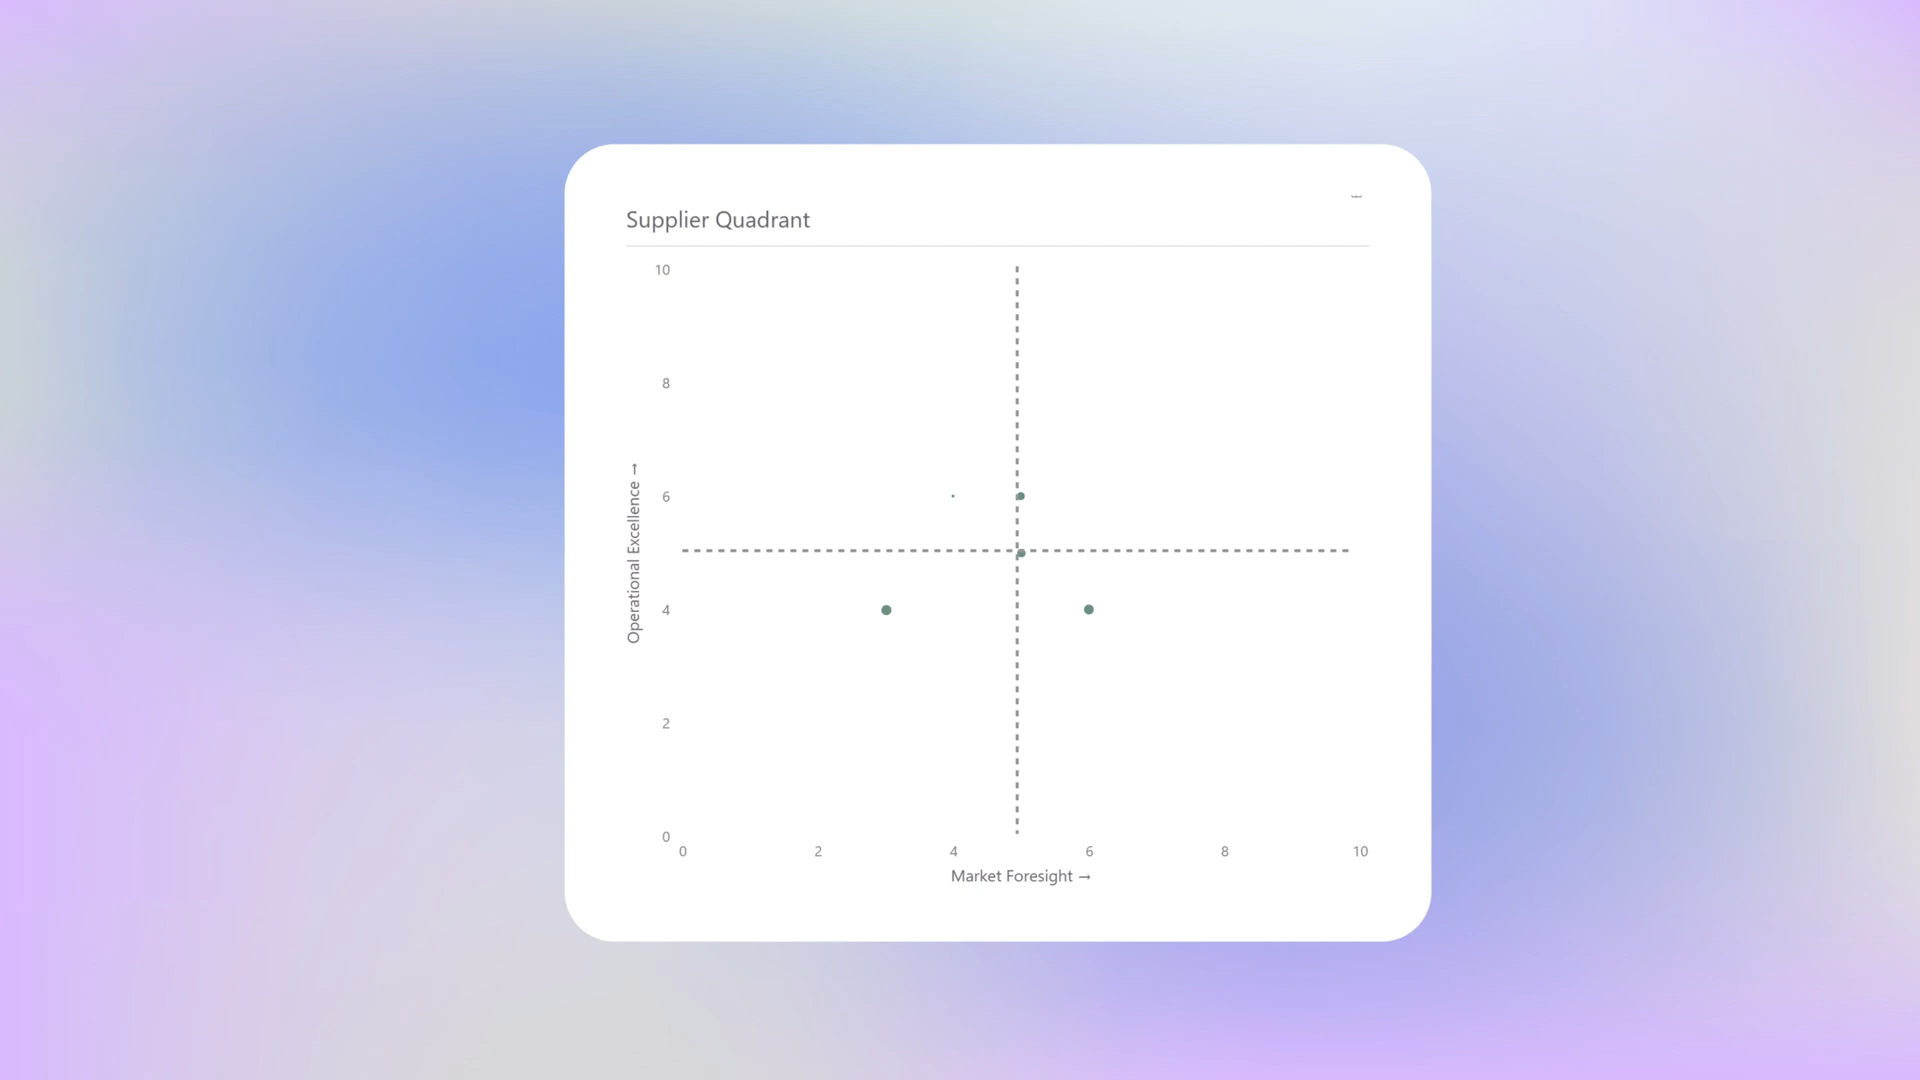 Supplier Quadrant
10
8
6
4
2
0
Operational Excellence →
0 2 4 6 8 10
Market Foresight →